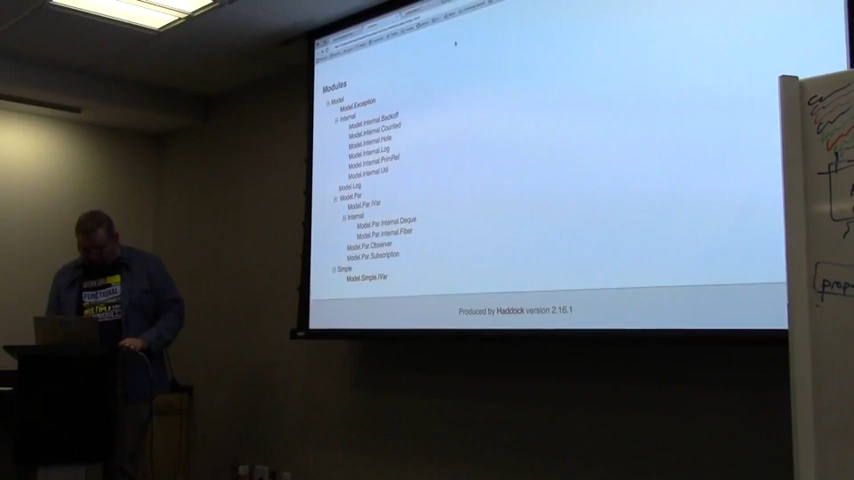 Modules
Model
Model.Exception
Internal
Model.Internal.Backoff
Model.Internal.Counted
Model.Internal.Hole
Model.Internal.Log
Model.Internal.PrimRef
Model.Internal.Util
Model.Log
Model.Par
Model.Par.IVar
Internal
Model.Par.Internal.Deque
Model.Par.Internal.Fiber
Model.Par.Observer
Model.Par.Subscription
Simple
Model.Simple.IVar
Produced by Haddock version 2.16.1
FUNCTIONAL